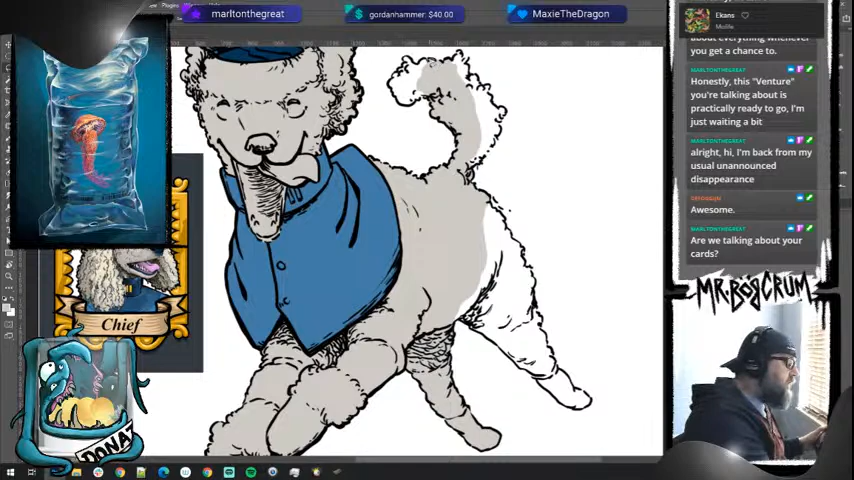 marltonthegreat
gordanhammer: $40.00
MaxieTheDragon
Ekans
Mollie
about everything whenever
you get a chance to.
MARLTONTHEGREAT
Honestly, this "Venture"
you're talking about is
practically ready to go, I'm
just waiting a bit
MARLTONTHEGREAT
alright, hi, I'm back from my
usual unannounced
disappearance
Awesome.
MARLTONTHEGREAT
Are we talking about your
cards?
MR.BOGCRUM
Chief
DONAT